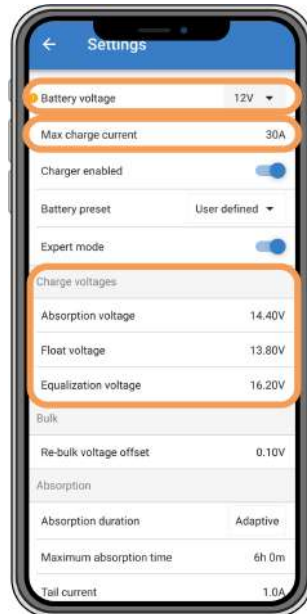 Settings
Battery voltage 12V
Max charge current 30A
Charger enabled
Battery preset User defined
Expert mode
Charge voltages
Absorption voltage 14.40V
Float voltage 13.80V
Equalization voltage 16.20V
Bulk
Re-bulk voltage offset 0.10V
Absorption
Absorption duration Adaptive
Maximum absorption time 6h 0m
Tail current 1.0A